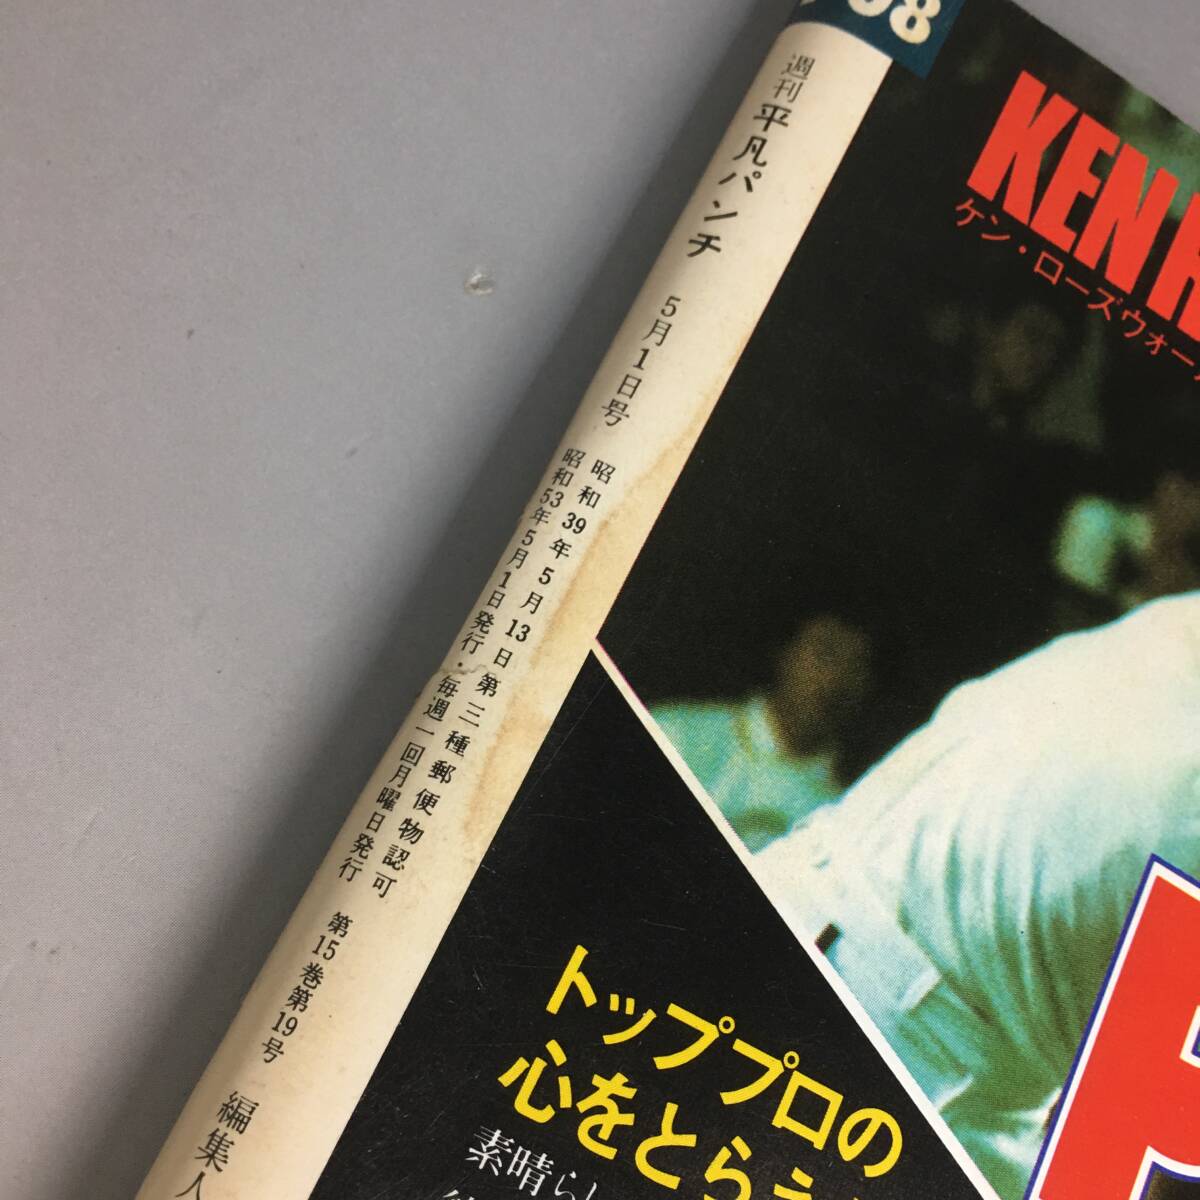 週刊平凡パンチ 5月1日号
昭和39年5月13日第三種郵便物認可
昭和53年5月1日発行・毎週一回月曜日発行
第15巻第19号
編集人
KEN
ケン・ローズウォー
トッププロの
心をとらえ
素晴らし